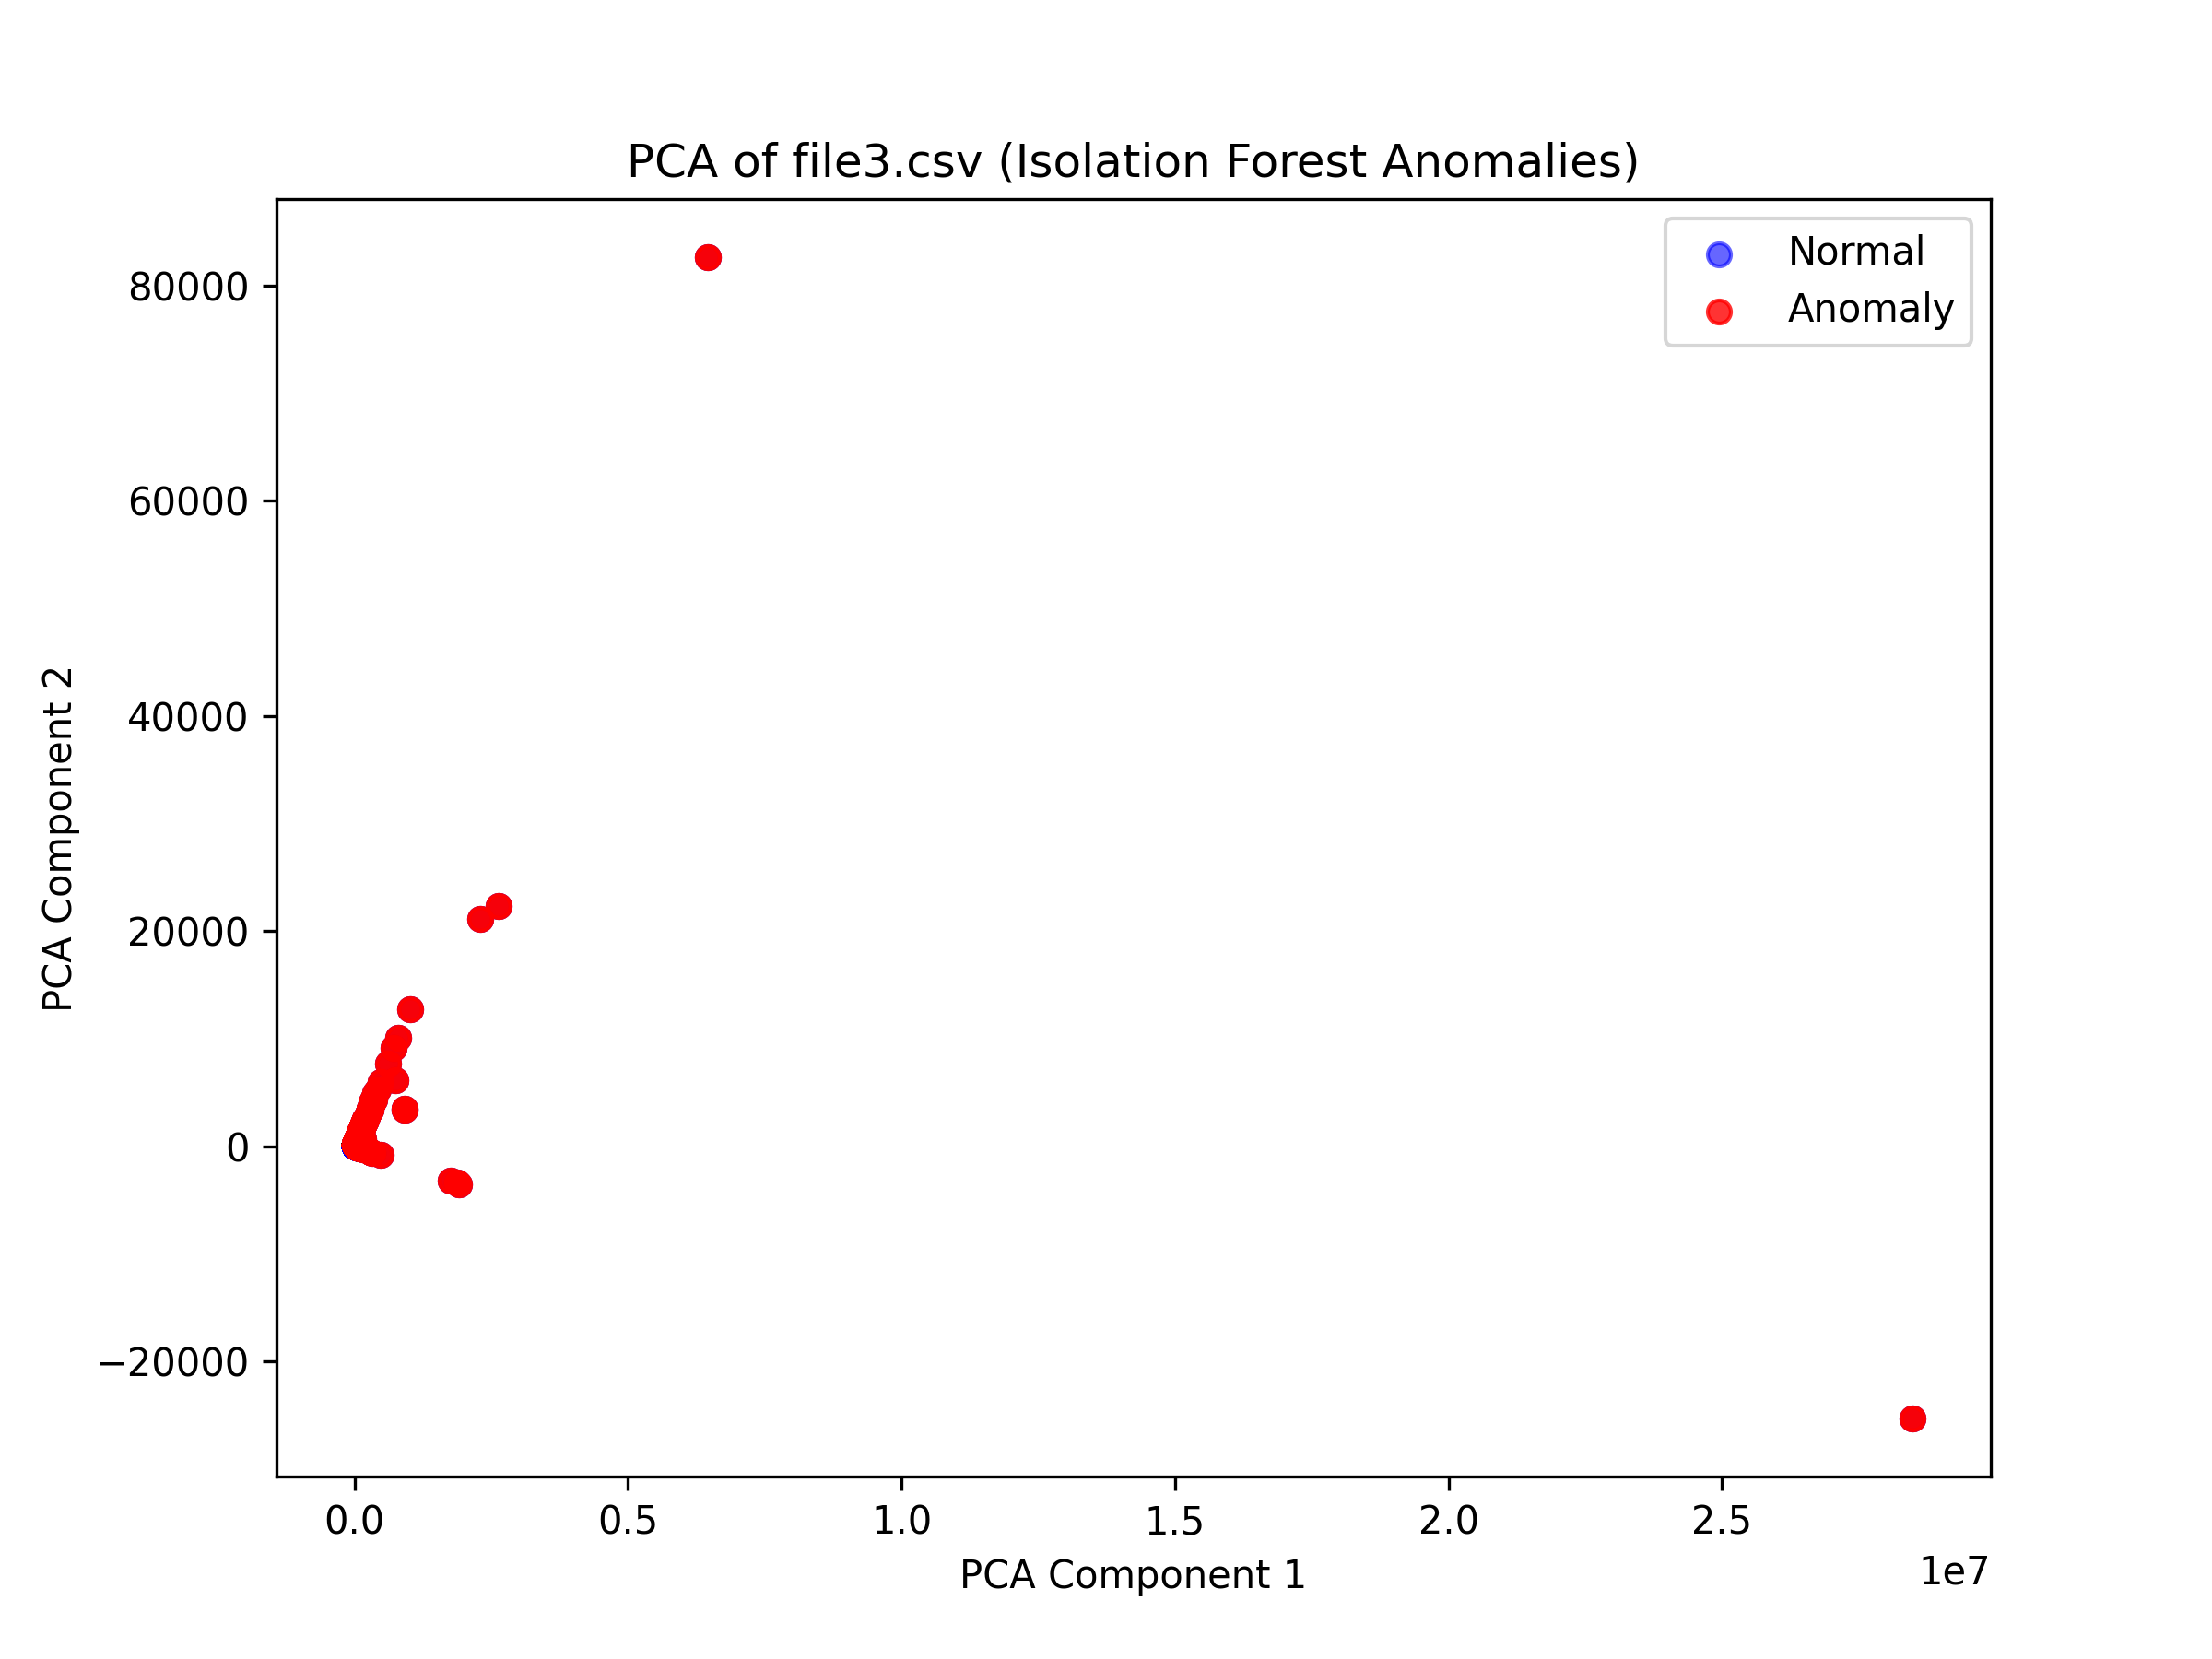 PCA of file3.csv (Isolation Forest Anomalies)
Normal
Anomaly
80000
60000
40000
20000
0
−20000
PCA Component 2
0.0 0.5 1.0 1.5 2.0 2.5
1e7
PCA Component 1